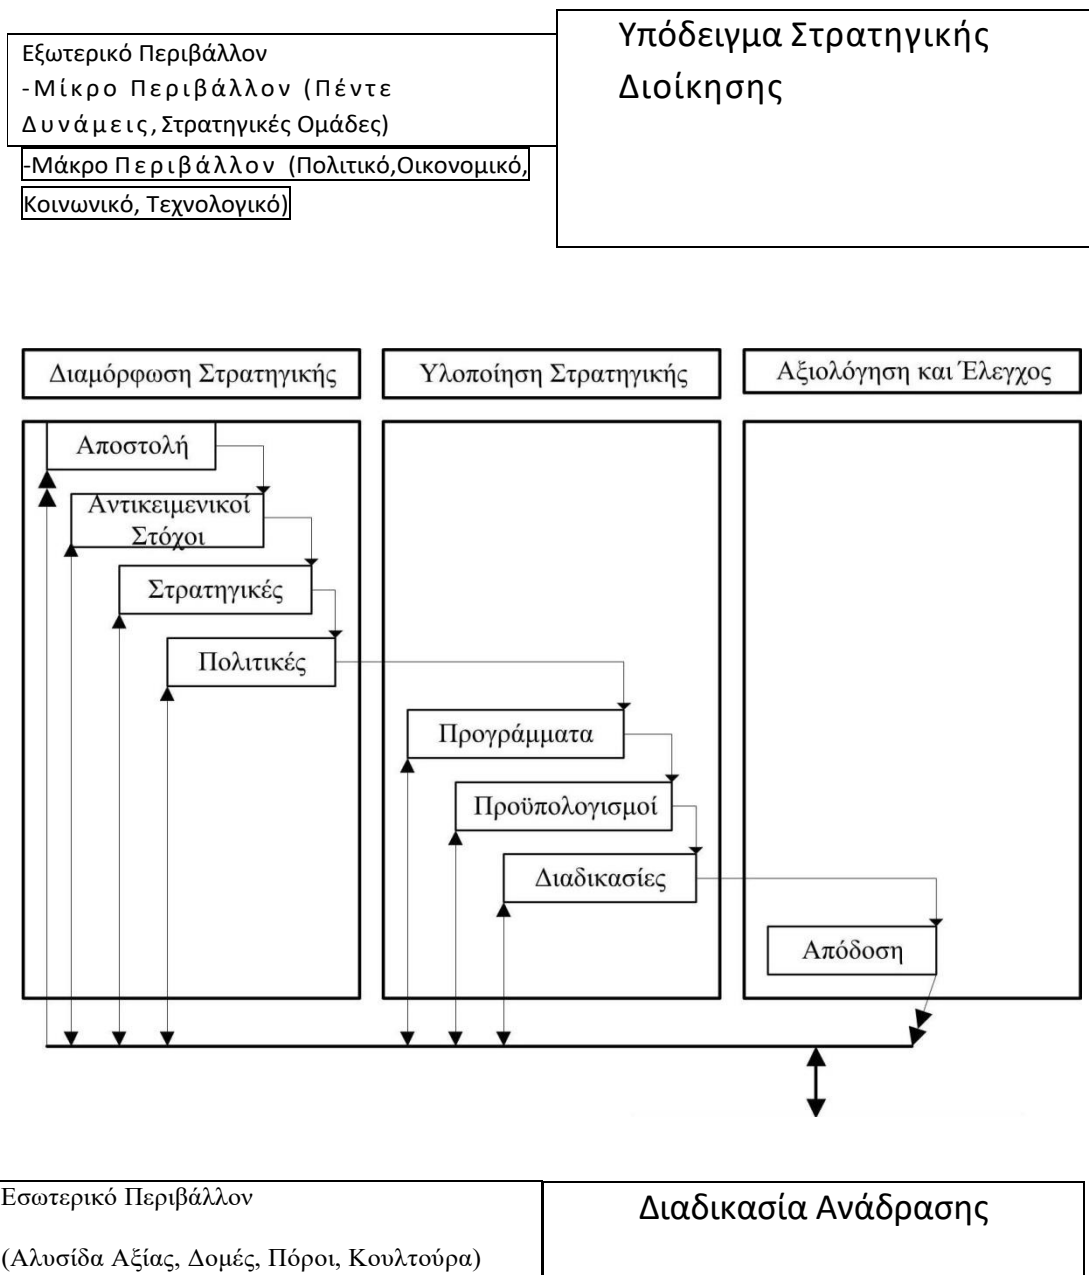 Υπόδειγμα Στρατηγικής
Διοίκησης
Εξωτερικό Περιβάλλον
-Μίκρο Περιβάλλον (Πέντε
Δυνάμεις, Στρατηγικές Ομάδες)
-Μάκρο Περιβάλλον (Πολιτικό,Οικονομικό,
Κοινωνικό, Τεχνολογικό)
Διαμόρφωση Στρατηγικής
Υλοποίηση Στρατηγικής
Αξιολόγηση και Έλεγχος
Αποστολή
Αντικειμενικοί
Στόχοι
Στρατηγικές
Πολιτικές
Προγράμματα
Προϋπολογισμοί
Διαδικασίες
Απόδοση
Εσωτερικό Περιβάλλον
(Αλυσίδα Αξίας, Δομές, Πόροι, Κουλτούρα)
Διαδικασία Ανάδρασης